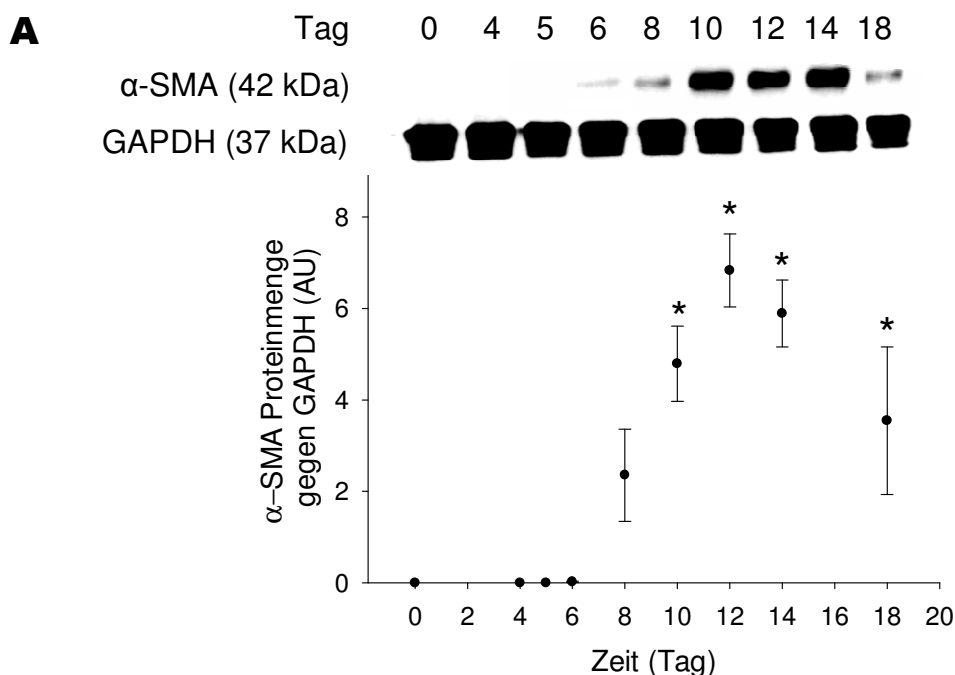 A
Tag 0 4 5 6 8 10 12 14 18
α-SMA (42 kDa)
GAPDH (37 kDa)
α–SMA Proteinmenge
gegen GAPDH (AU)
8
6
4
2
0
* * * *
0 2 4 6 8 10 12 14 16 18 20
Zeit (Tag)